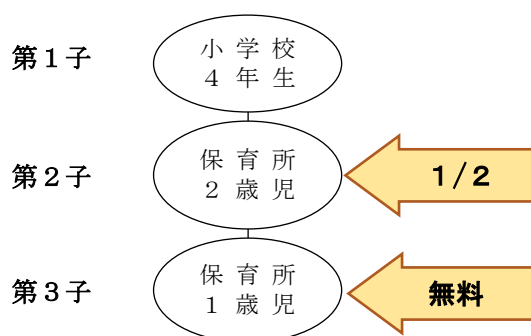 第1子
小学校
4年生
第2子
保育所
2歳児
1/2
第3子
保育所
1歳児
無料